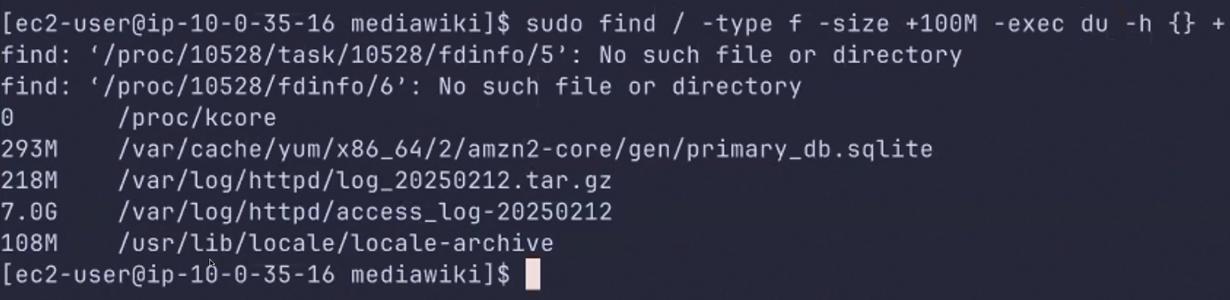 [ec2-user@ip-10-0-35-16 mediawiki]$ sudo find / -type f -size +100M -exec du -h {} +
find: ‘/proc/10528/task/10528/fdinfo/5’: No such file or directory
find: ‘/proc/10528/fdinfo/6’: No such file or directory
0 /proc/kcore
293M /var/cache/yum/x86_64/2/amzn2-core/gen/primary_db.sqlite
218M /var/log/httpd/log_20250212.tar.gz
7.0G /var/log/httpd/access_log-20250212
108M /usr/lib/locale/locale-archive
[ec2-user@ip-10-0-35-16 mediawiki]$